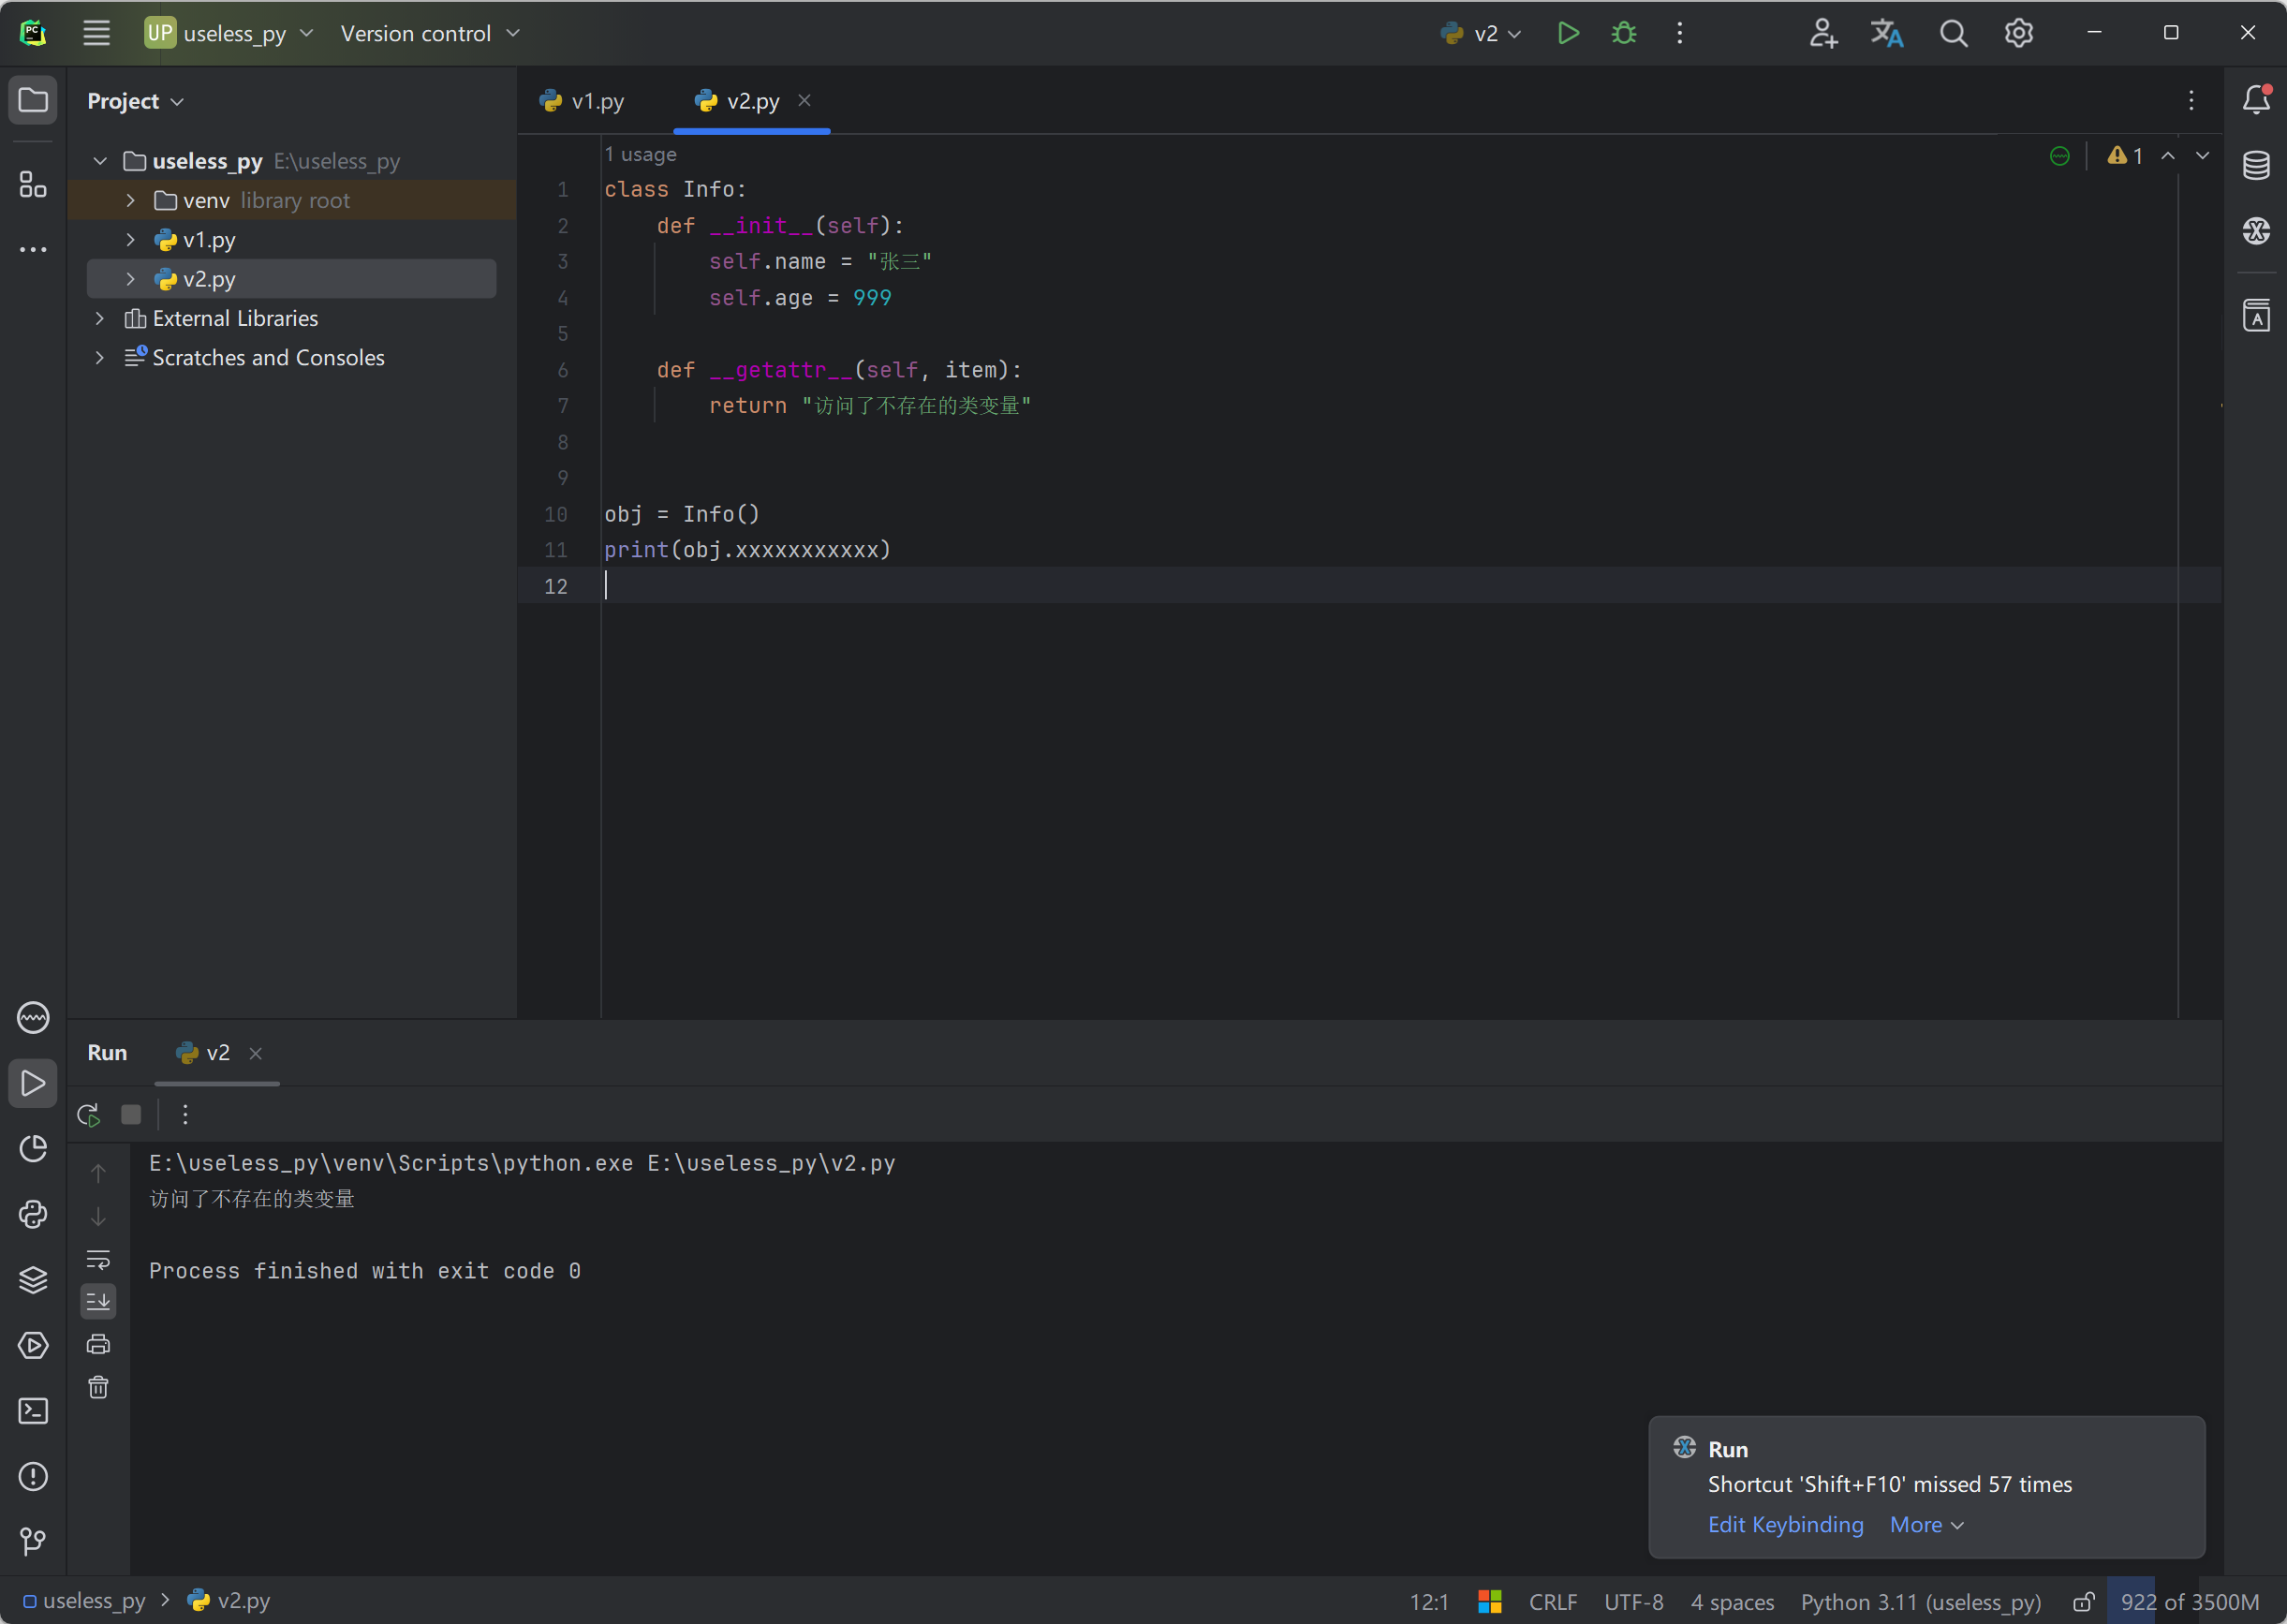 UP useless_py Version control v2
Project
v1.py v2.py
useless_py E:\useless_py
venv library root
v1.py
v2.py
External Libraries
Scratches and Consoles
1 usage
1
1 class Info:
2 def __init__(self):
3 self.name = "张三"
4 self.age = 999
5
6 def __getattr__(self, item):
7 return "访问了不存在的类变量"
8
9
10 obj = Info()
11 print(obj.xxxxxxxxxxx)
12
Run v2
E:\useless_py\venv\Scripts\python.exe E:\useless_py\v2.py
访问了不存在的类变量
Process finished with exit code 0
Run
Shortcut 'Shift+F10' missed 57 times
Edit Keybinding More
useless_py > v2.py 12:1 CRLF UTF-8 4 spaces Python 3.11 (useless_py) 922 of 3500M